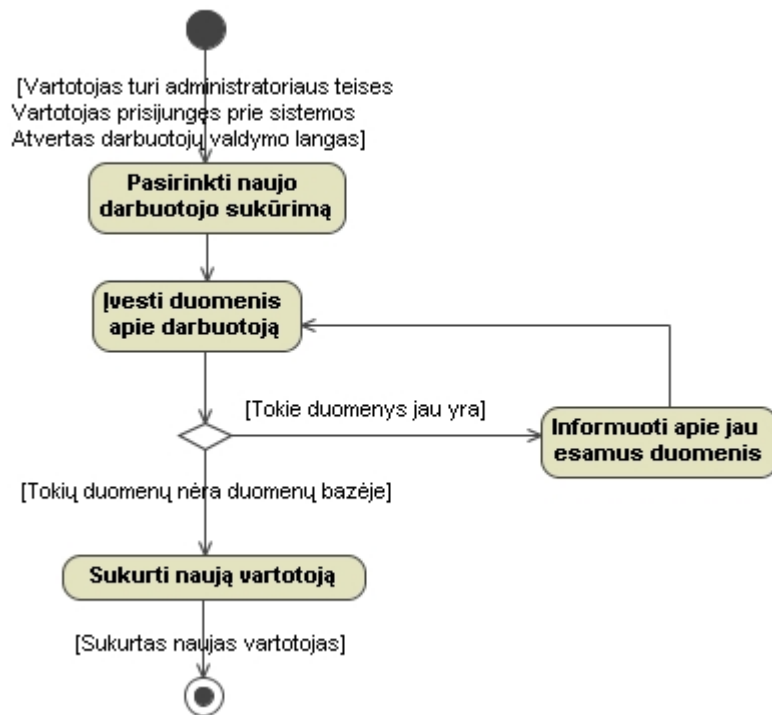 [Vartotojas turi administratoriaus teises
Vartotojas prisijungęs prie sistemos
Atvertas darbuotojų valdymo langas]
Pasirinkti naujo
darbuotojo sukūrimą
Įvesti duomenis
apie darbuotoją
[Tokie duomenys jau yra]
Informuoti apie jau
esamus duomenis
[Tokių duomenų nėra duomenų bazėje]
Sukurti naują vartotoją
[Sukurtas naujas vartotojas]